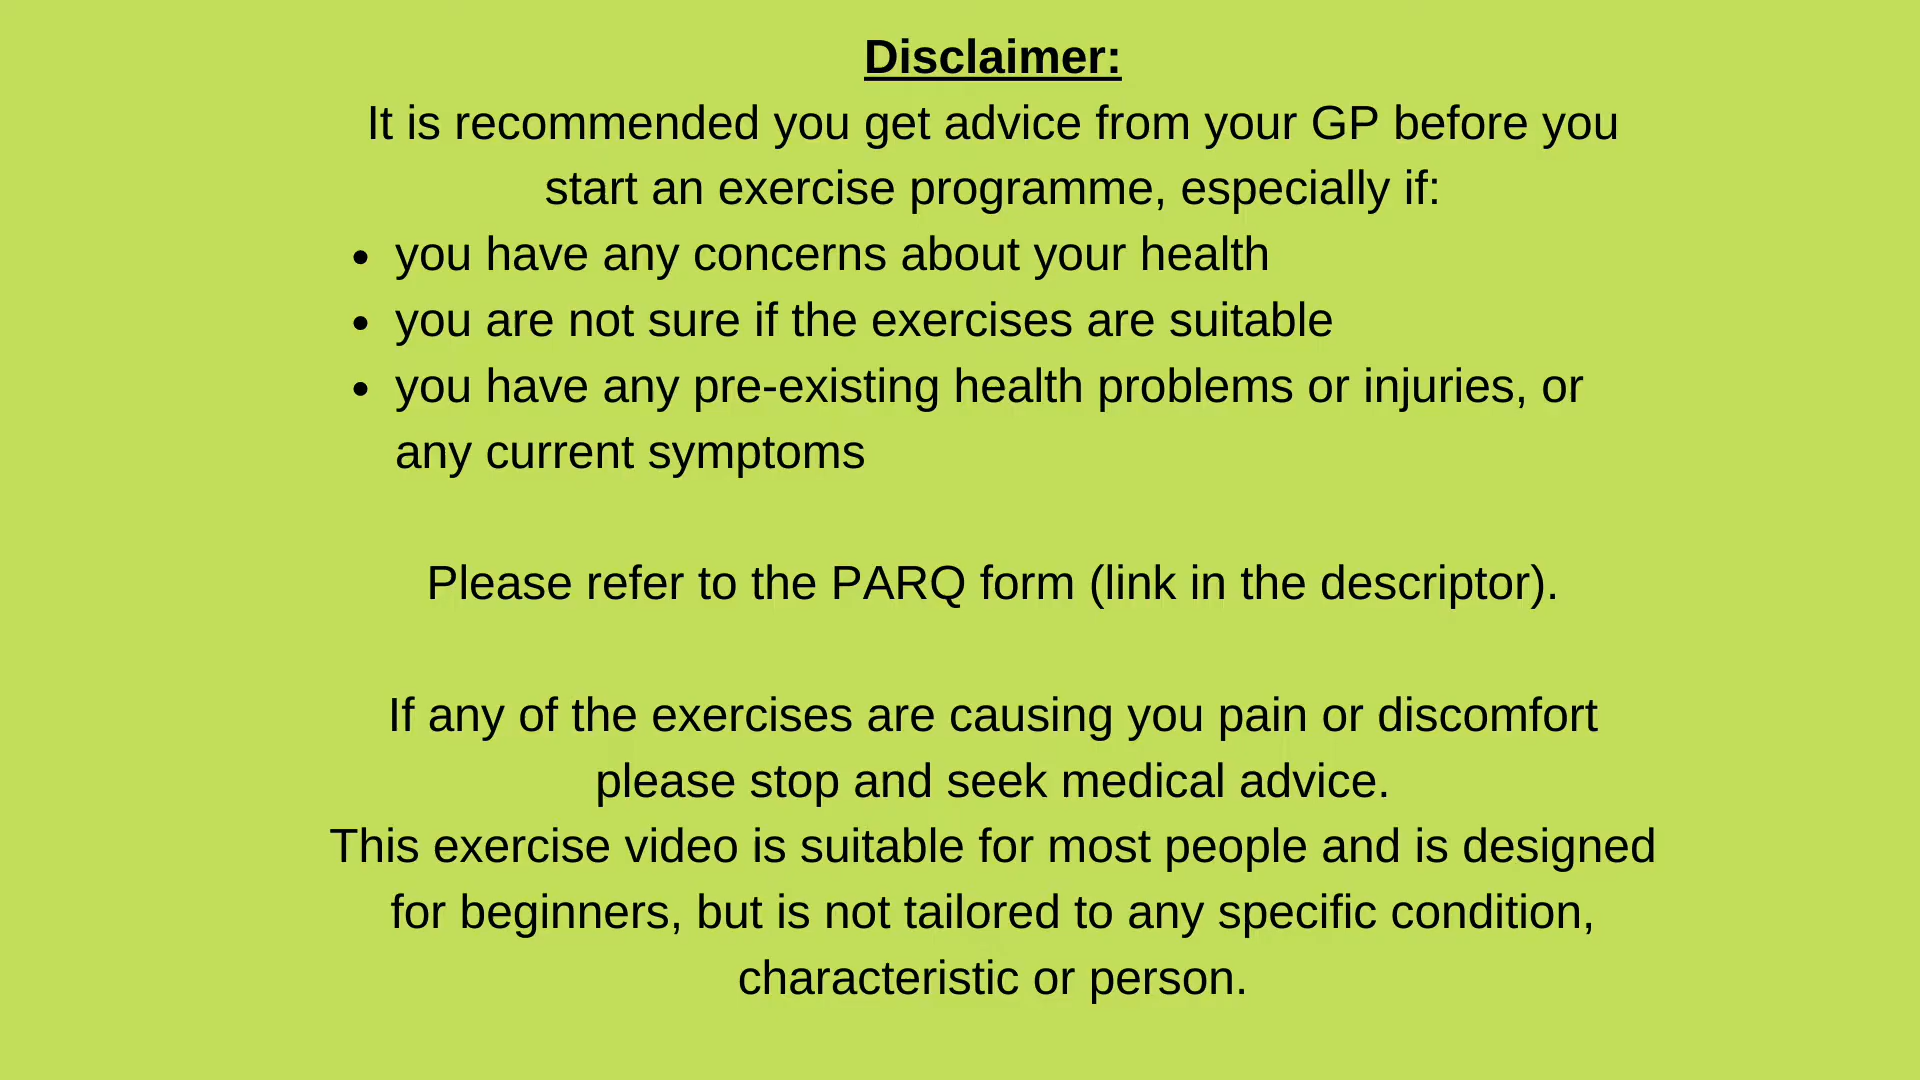 Disclaimer:
It is recommended you get advice from your GP before you
start an exercise programme, especially if:
• you have any concerns about your health
• you are not sure if the exercises are suitable
• you have any pre-existing health problems or injuries, or
any current symptoms
Please refer to the PARQ form (link in the descriptor).
If any of the exercises are causing you pain or discomfort
please stop and seek medical advice.
This exercise video is suitable for most people and is designed
for beginners, but is not tailored to any specific condition,
characteristic or person.